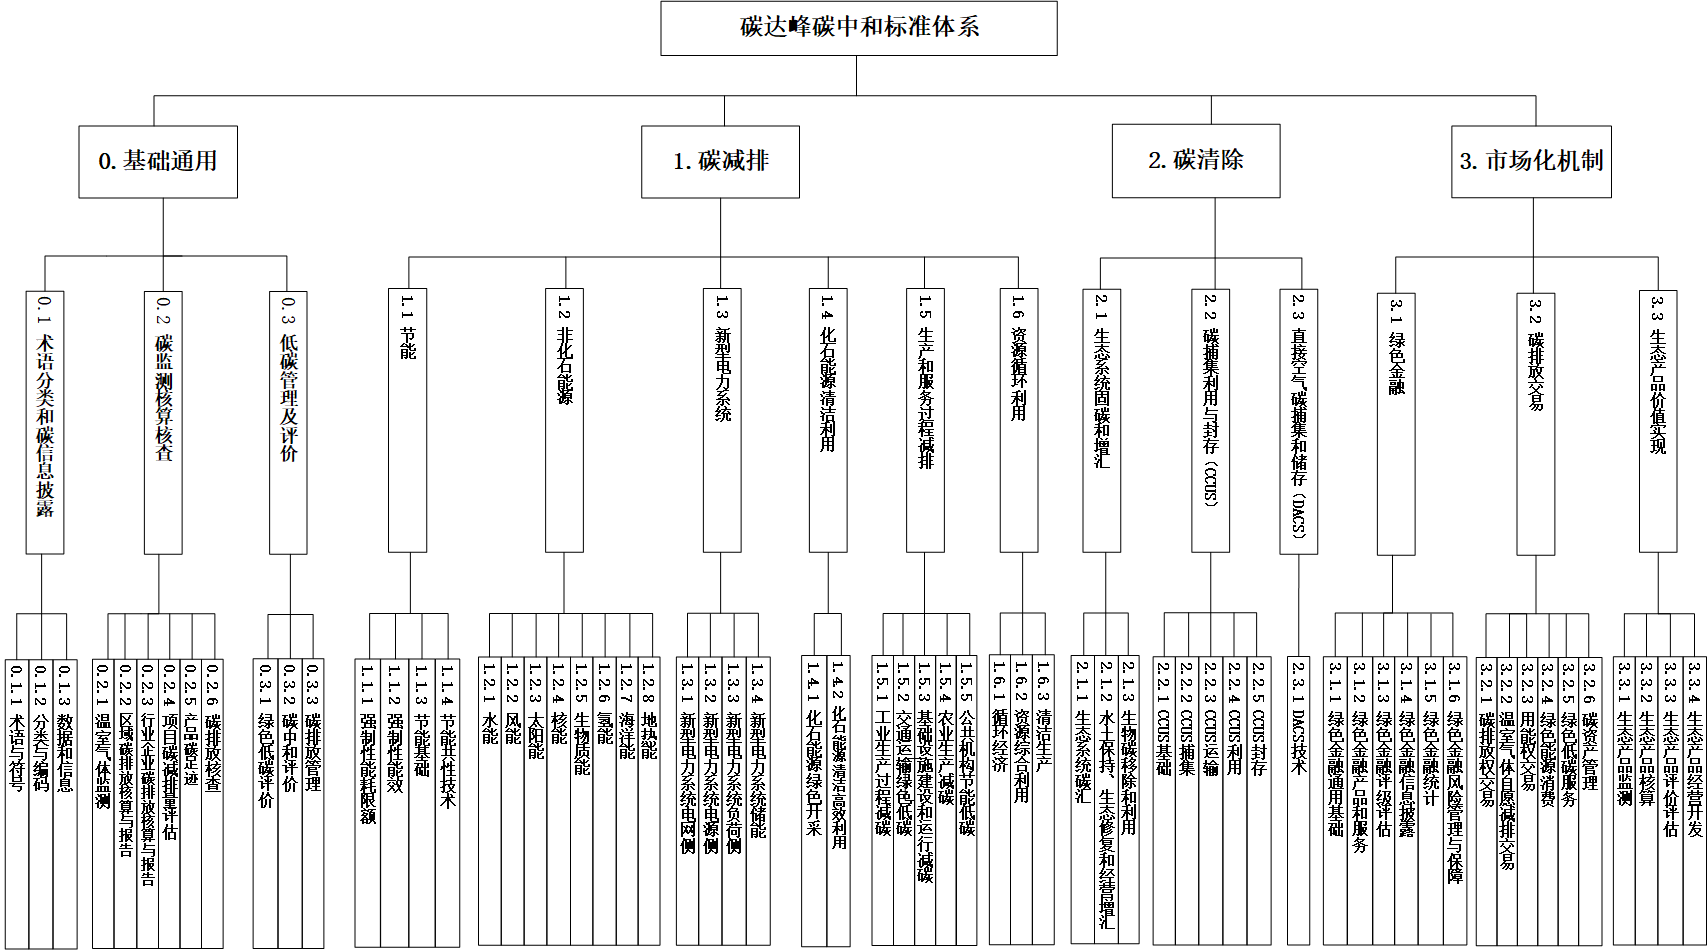 碳达峰碳中和标准体系
0.基础通用
1.碳减排
2.碳清除
3.市场化机制
0.1 术语分类和碳信息披露
0.2 碳监测核算核查
0.3 低碳管理及评价
1.1 节能
1.2 非化石能源
1.3 新型电力系统
1.4 化石能源清洁利用
1.5 生产和服务过程减排
1.6 资源循环利用
2.1 生态系统固碳和增汇
2.2 碳捕集利用与封存（CCUS）
2.3 直接空气碳捕集和储存（DACS）
3.1 绿色金融
3.2 碳排放交易
3.3 生态产品价值实现
0.1.1 术语与符号
0.1.2 分类与编码
0.1.3 数据和信息
0.2.1 温室气体监测
0.2.2 区域碳排放核算与报告
0.2.3 行业企业碳排放核算与报告
0.2.4 项目碳减排量评估
0.2.5 产品碳足迹
0.2.6 碳排放核查
0.3.1 绿色低碳评价
0.3.2 碳中和评价
0.3.3 碳排放管理
1.1.1 强制性能耗限额
1.1.2 强制性能效
1.1.3 节能基础
1.1.4 节能共性技术
1.2.1 水能
1.2.2 风能
1.2.3 太阳能
1.2.4 核能
1.2.5 生物质能
1.2.6 氢能
1.2.7 海洋能
1.2.8 地热能
1.3.1 新型电力系统电网侧
1.3.2 新型电力系统电源侧
1.3.3 新型电力系统负荷侧
1.3.4 新型电力系统储能
1.4.1 化石能源绿色开采
1.4.2 化石能源清洁高效利用
1.5.1 工业生产过程减碳
1.5.2 交通运输绿色低碳
1.5.3 基础设施建设和运行减碳
1.5.4 农业生产减碳
1.5.5 公共机构节能低碳
1.6.1 循环经济
1.6.2 资源综合利用
1.6.3 清洁生产
2.1.1 生态系统碳汇
2.1.2 水土保持、生态修复和经营增汇
2.1.3 生物碳移除和利用
2.2.1 CCUS基础
2.2.2 CCUS捕集
2.2.3 CCUS运输
2.2.4 CCUS利用
2.2.5 CCUS封存
2.3.1 DACS技术
3.1.1 绿色金融通用基础
3.1.2 绿色金融产品和服务
3.1.3 绿色金融评级评估
3.1.4 绿色金融信息披露
3.1.5 绿色金融统计
3.1.6 绿色金融风险管理与保障
3.2.1 碳排放权交易
3.2.2 温室气体自愿减排交易
3.2.3 用能权交易
3.2.4 绿色能源消费
3.2.5 绿色低碳服务
3.2.6 碳资产管理
3.3.1 生态产品监测
3.3.2 生态产品核算
3.3.3 生态产品评价评估
3.3.4 生态产品经营开发